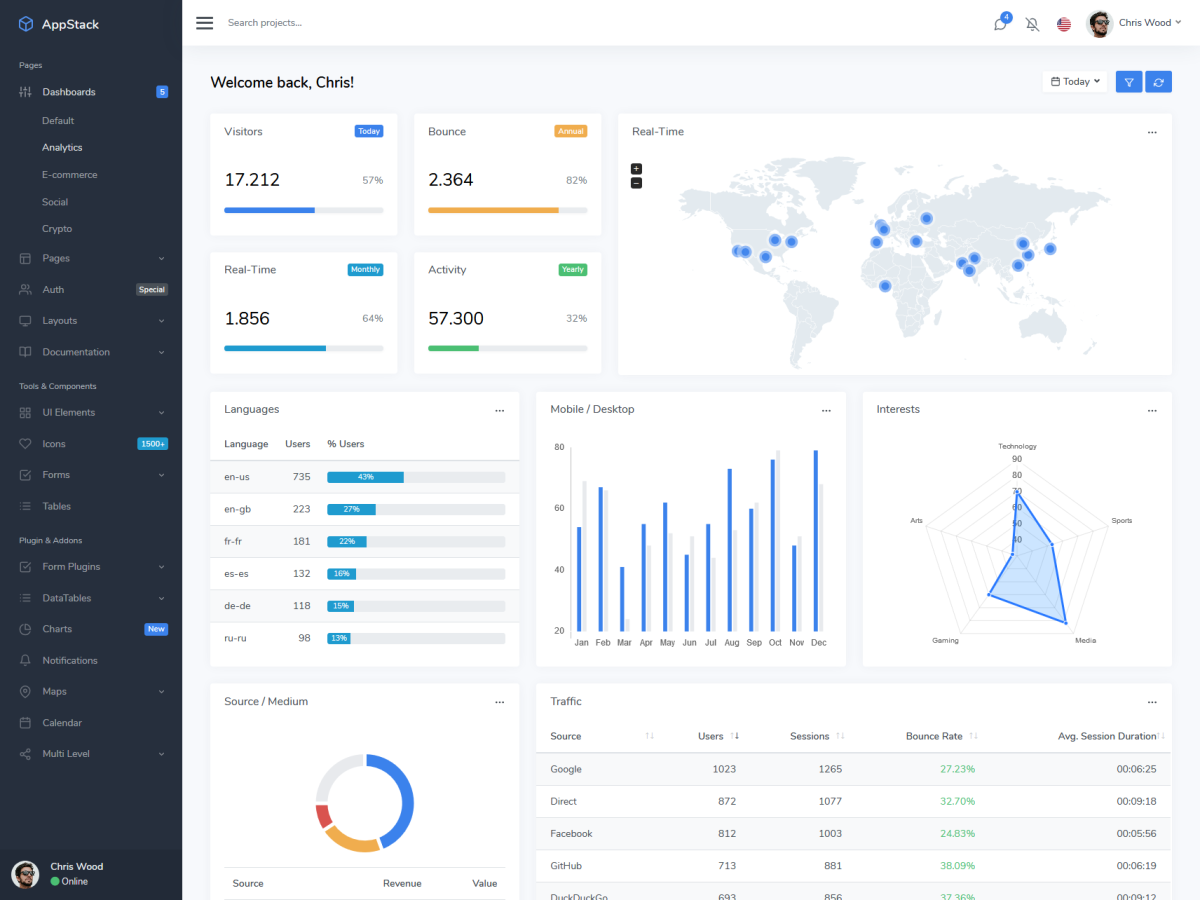 AppStack
Pages
Dashboards 5
Default
Analytics
E-commerce
Social
Crypto
Pages
Auth Special
Layouts
Documentation
Tools & Components
UI Elements
Icons 1500+
Forms
Tables
Plugin & Addons
Form Plugins
DataTables
Charts New
Notifications
Maps
Calendar
Multi Level
Chris Wood
Online
Search projects...
4
Chris Wood
Welcome back, Chris!
Today
Visitors Today
17.212 57%
Bounce Annual
2.364 82%
Real-Time Monthly
1.856 64%
Activity Yearly
57.300 32%
Real-Time
+
−
Languages
Language Users % Users
en-us 735 43%
en-gb 223 27%
fr-fr 181 22%
es-es 132 16%
de-de 118 15%
ru-ru 98 13%
Mobile / Desktop
80
60
40
20
Jan Feb Mar Apr May Jun Jul Aug Sep Oct Nov Dec
Interests
Technology
90
80
70
60
50
40
Arts Sports
Gaming Media
Source / Medium
Source Revenue Value
Traffic
Source Users Sessions Bounce Rate Avg. Session Duration
Google 1023 1265 27.23% 00:06:25
Direct 872 1077 32.70% 00:09:18
Facebook 812 1003 24.83% 00:05:56
GitHub 713 881 38.09% 00:06:19
DuckDuckGo 693 856 37.36% 00:09:12